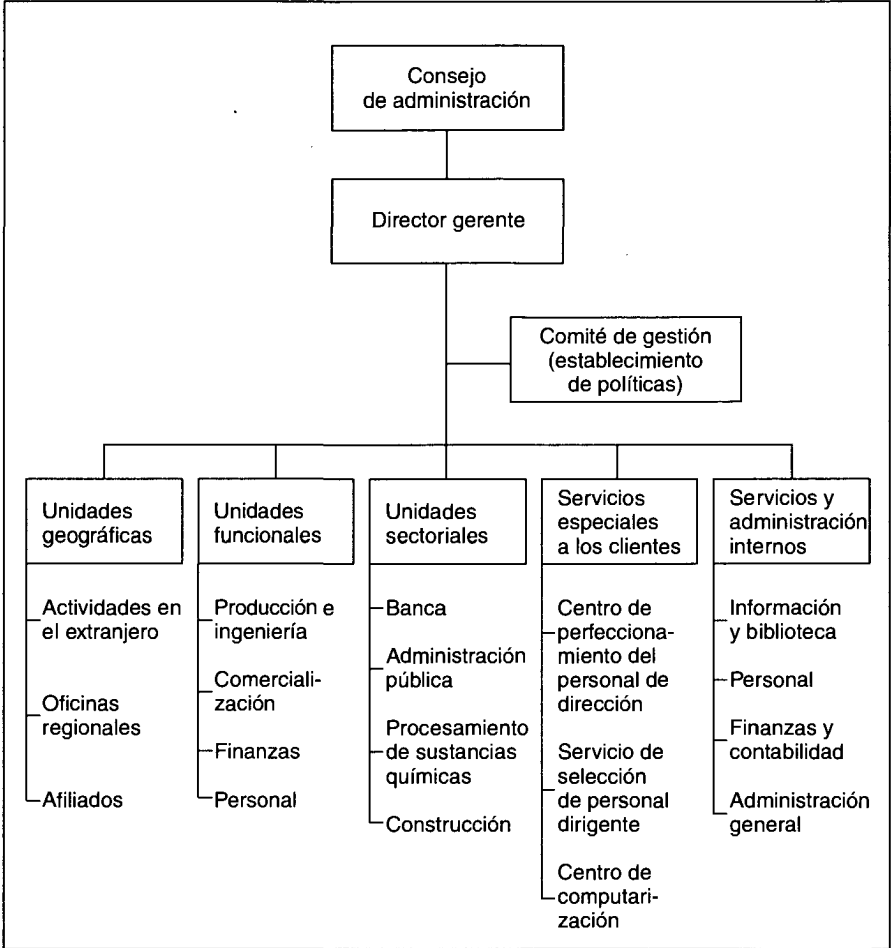 Consejo
de administración
Director gerente
Comité de gestión
(establecimiento
de políticas)
Unidades
geográficas
Actividades en
el extranjero
Oficinas
regionales
Afiliados
Unidades
funcionales
Producción e
ingeniería
Comerciali-
zación
Finanzas
Personal
Unidades
sectoriales
Banca
Administración
pública
Procesamiento
de sustancias
químicas
Construcción
Servicios
especiales
a los clientes
Centro de
perfecciona-
miento del
personal de
dirección
Servicio de
selección
de personal
dirigente
Centro de
computari-
zación
Servicios y
administración
internos
Información
y biblioteca
Personal
Finanzas y
contabilidad
Administración
general